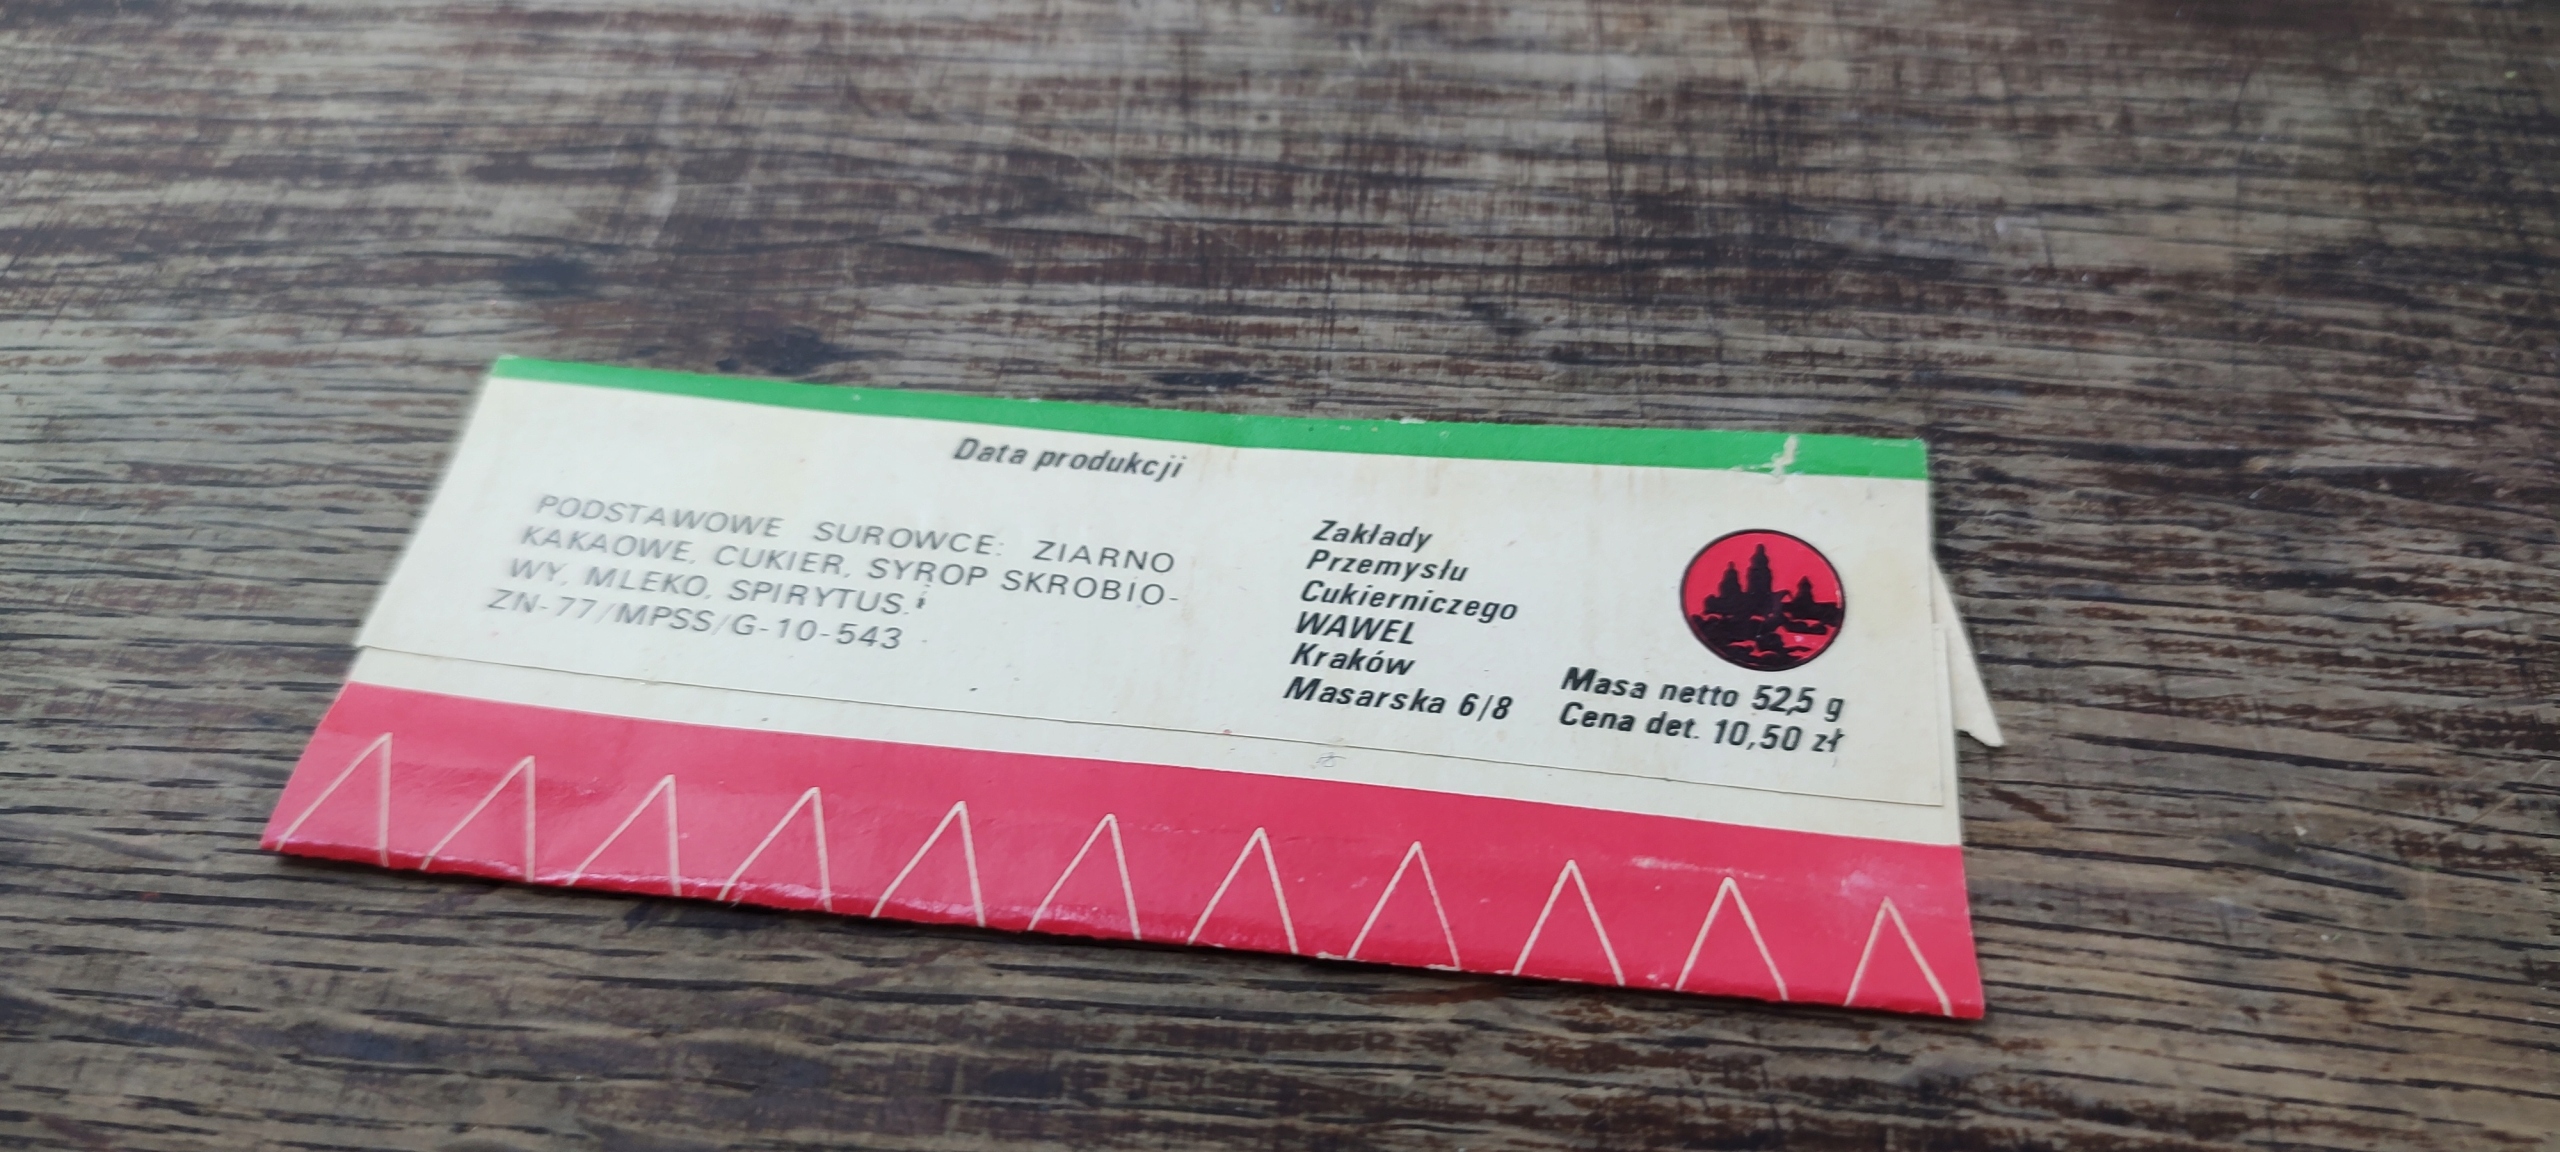 Data produkcji
PODSTAWOWE SUROWCE: ZIARNO
KAKAOWE, CUKIER, SYROP SKROBIO-
WY, MLEKO, SPIRYTUS.
ZN-77/MPSS/G-10-543
Zakłady
Przemysłu
Cukierniczego
WAWEL
Kraków
Masarska 6/8
Masa netto 52,5 g
Cena det. 10,50 zł